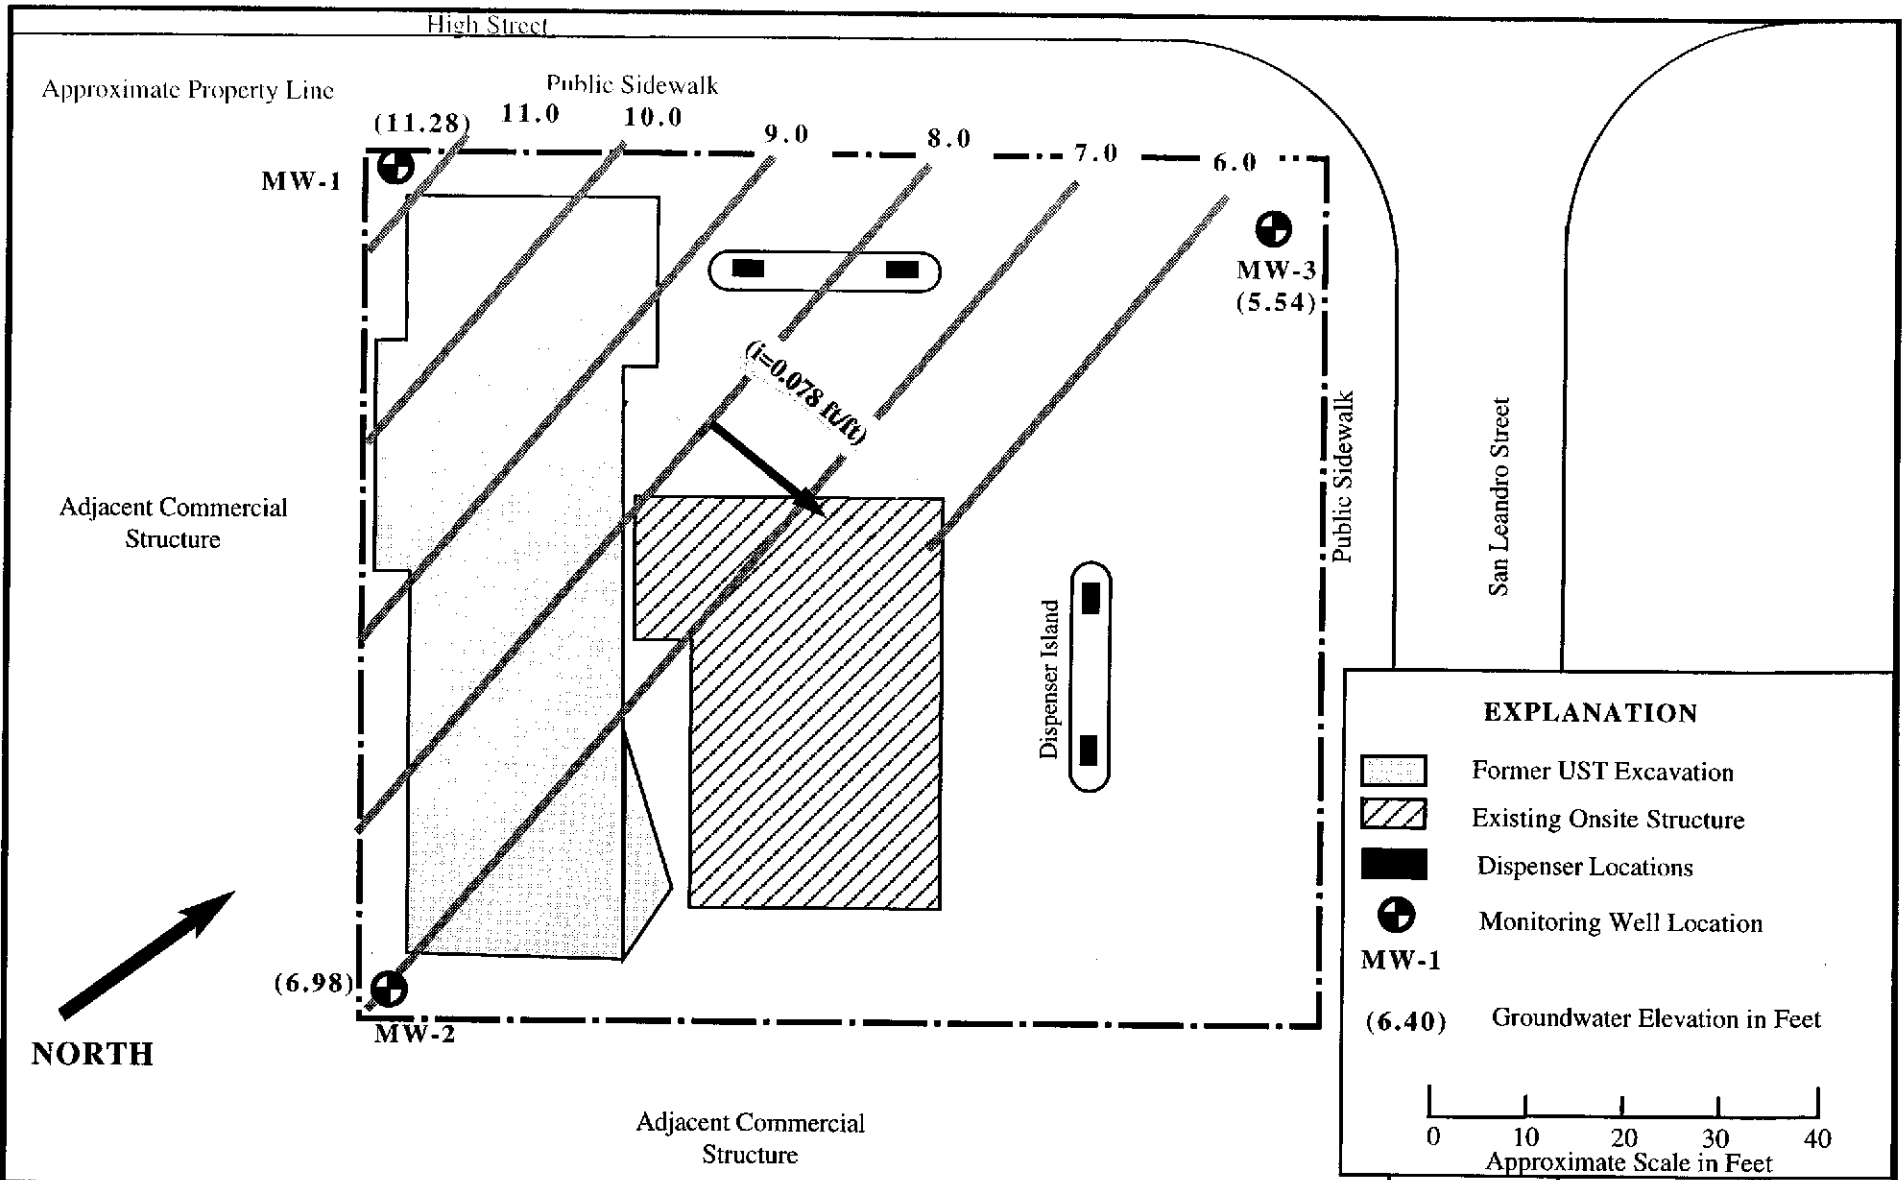 High Street
Approximate Property Line
Public Sidewalk
(11.28)
11.0
10.0
9.0
8.0
7.0
6.0
MW-1
MW-3
(5.54)
(i=0.078 ft/ft)
Public Sidewalk
San Leandro Street
Adjacent Commercial
Structure
Dispenser Island
(6.98)
MW-2
NORTH
Adjacent Commercial
Structure
EXPLANATION
Former UST Excavation
Existing Onsite Structure
Dispenser Locations
Monitoring Well Location
MW-1
(6.40) Groundwater Elevation in Feet
0 10 20 30 40
Approximate Scale in Feet